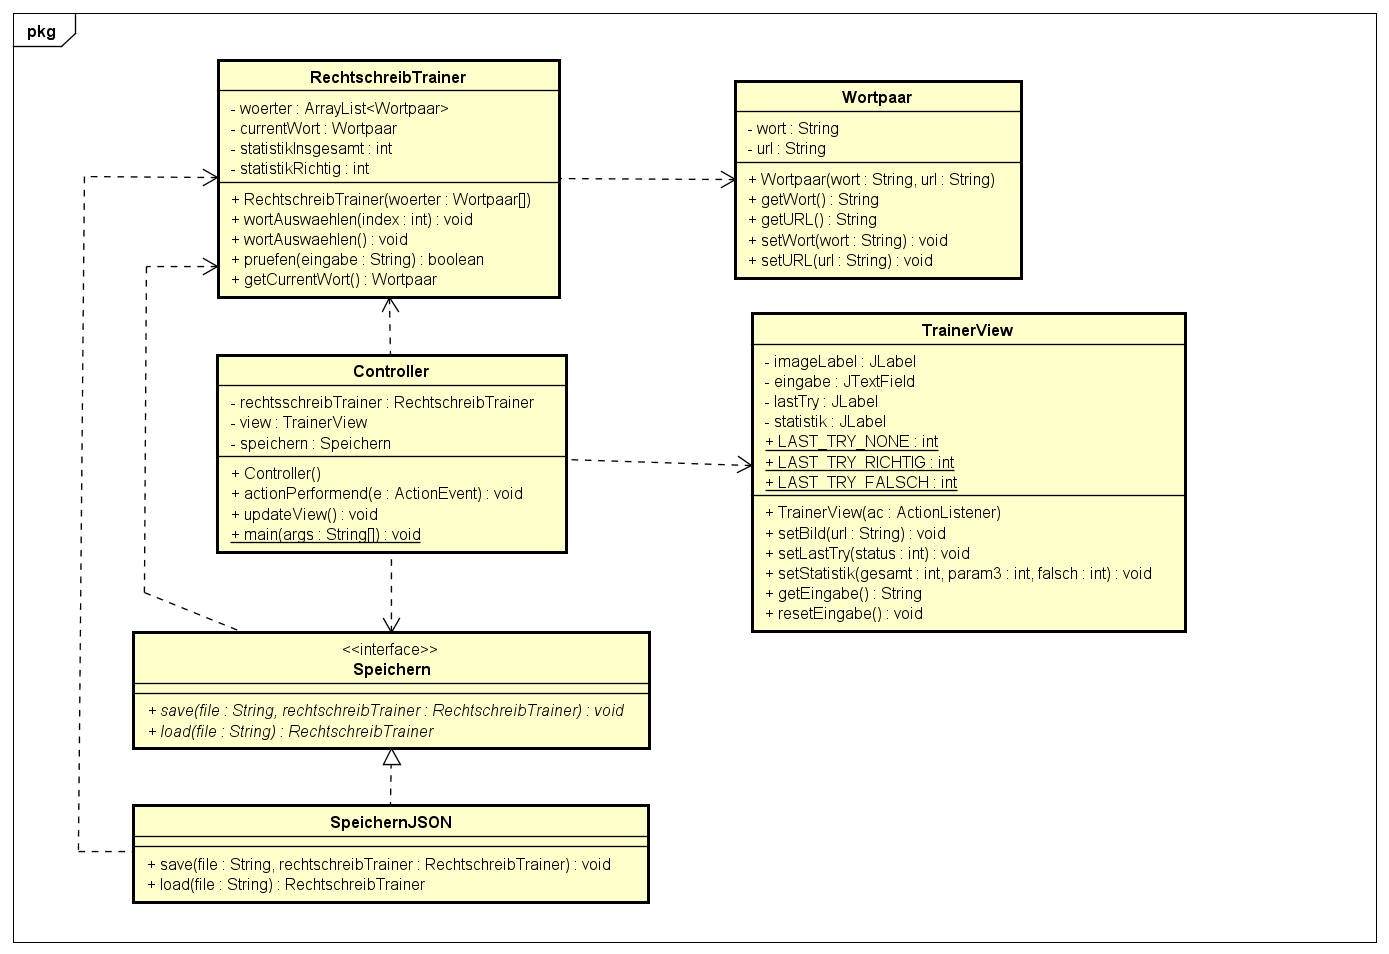 pkg
RechtschreibTrainer
- woerter : ArrayList<Wortpaar>
- currentWort : Wortpaar
- statistikInsgesamt : int
- statistikRichtig : int
+ RechtschreibTrainer(woerter : Wortpaar[])
+ wortAuswaehlen(index : int) : void
+ wortAuswaehlen() : void
+ pruefen(eingabe : String) : boolean
+ getCurrentWort() : Wortpaar
Wortpaar
- wort : String
- url : String
+ Wortpaar(wort : String, url : String)
+ getWort() : String
+ getURL() : String
+ setWort(wort : String) : void
+ setURL(url : String) : void
Controller
- rechtsschreibTrainer : RechtschreibTrainer
- view : TrainerView
- speichern : Speichern
+ Controller()
+ actionPerformend(e : ActionEvent) : void
+ updateView() : void
+ main(args : String[]) : void
TrainerView
- imageLabel : JLabel
- eingabe : JTextField
- lastTry : JLabel
- statistik : JLabel
+ LAST_TRY_NONE : int
+ LAST_TRY_RICHTIG : int
+ LAST_TRY_FALSCH : int
+ TrainerView(ac : ActionListener)
+ setBild(url : String) : void
+ setLastTry(status : int) : void
+ setStatistik(gesamt : int, param3 : int, falsch : int) : void
+ getEingabe() : String
+ resetEingabe() : void
<<interface>>
Speichern
+ save(file : String, rechtschreibTrainer : RechtschreibTrainer) : void
+ load(file : String) : RechtschreibTrainer
SpeichernJSON
+ save(file : String, rechtschreibTrainer : RechtschreibTrainer) : void
+ load(file : String) : RechtschreibTrainer